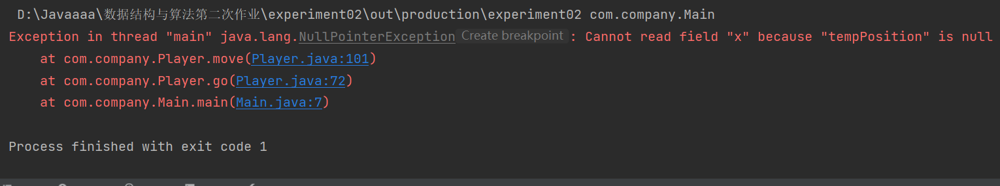 D:\Javaaaa\数据结构与算法第二次作业\experiment02\out\production\experiment02 com.company.Main
Exception in thread "main" java.lang.NullPointerException Create breakpoint : Cannot read field "x" because "tempPosition" is null
at com.company.Player.move(Player.java:101)
at com.company.Player.go(Player.java:72)
at com.company.Main.main(Main.java:7)
Process finished with exit code 1